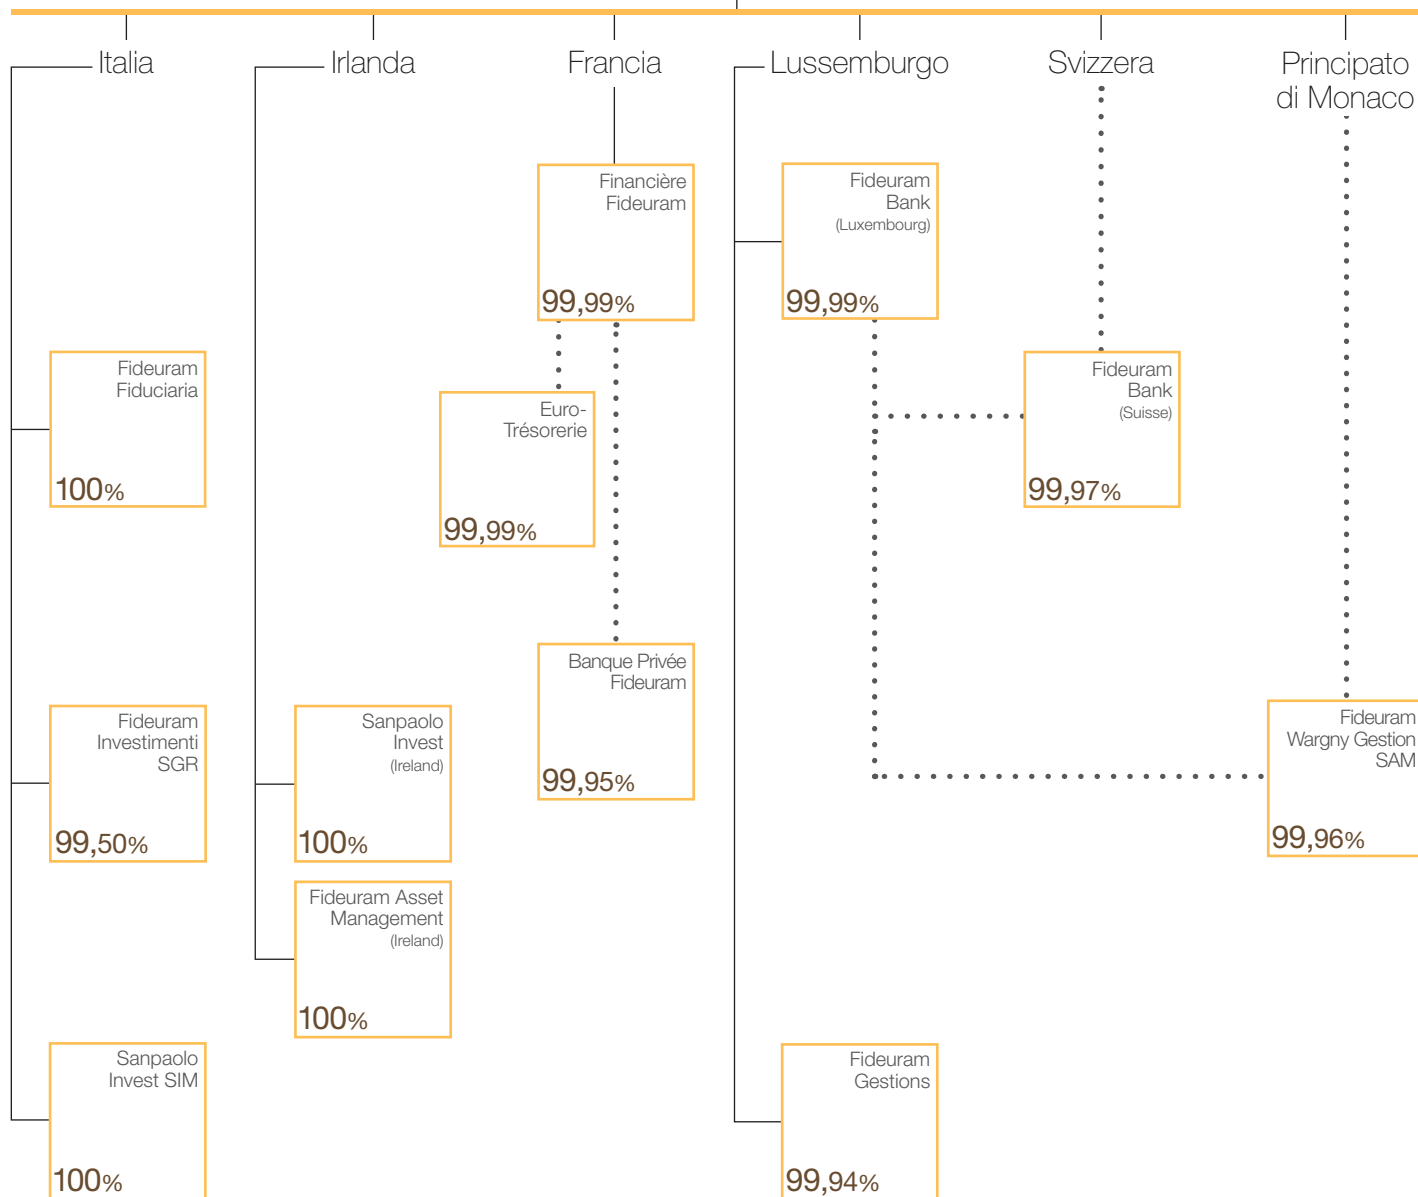 Italia
Irlanda
Francia
Lussemburgo
Svizzera
Principato
di Monaco
Financière
Fideuram
99,99%
Fideuram
Bank
(Luxembourg)
99,99%
Fideuram
Fiduciaria
100%
Euro-
Trésorerie
99,99%
Fideuram
Bank
(Suisse)
99,97%
Banque Privée
Fideuram
99,95%
Fideuram
Investimenti
SGR
99,50%
Sanpaolo
Invest
(Ireland)
100%
Fideuram
Wargny Gestion
SAM
99,96%
Fideuram Asset
Management
(Ireland)
100%
Sanpaolo
Invest SIM
100%
Fideuram
Gestions
99,94%